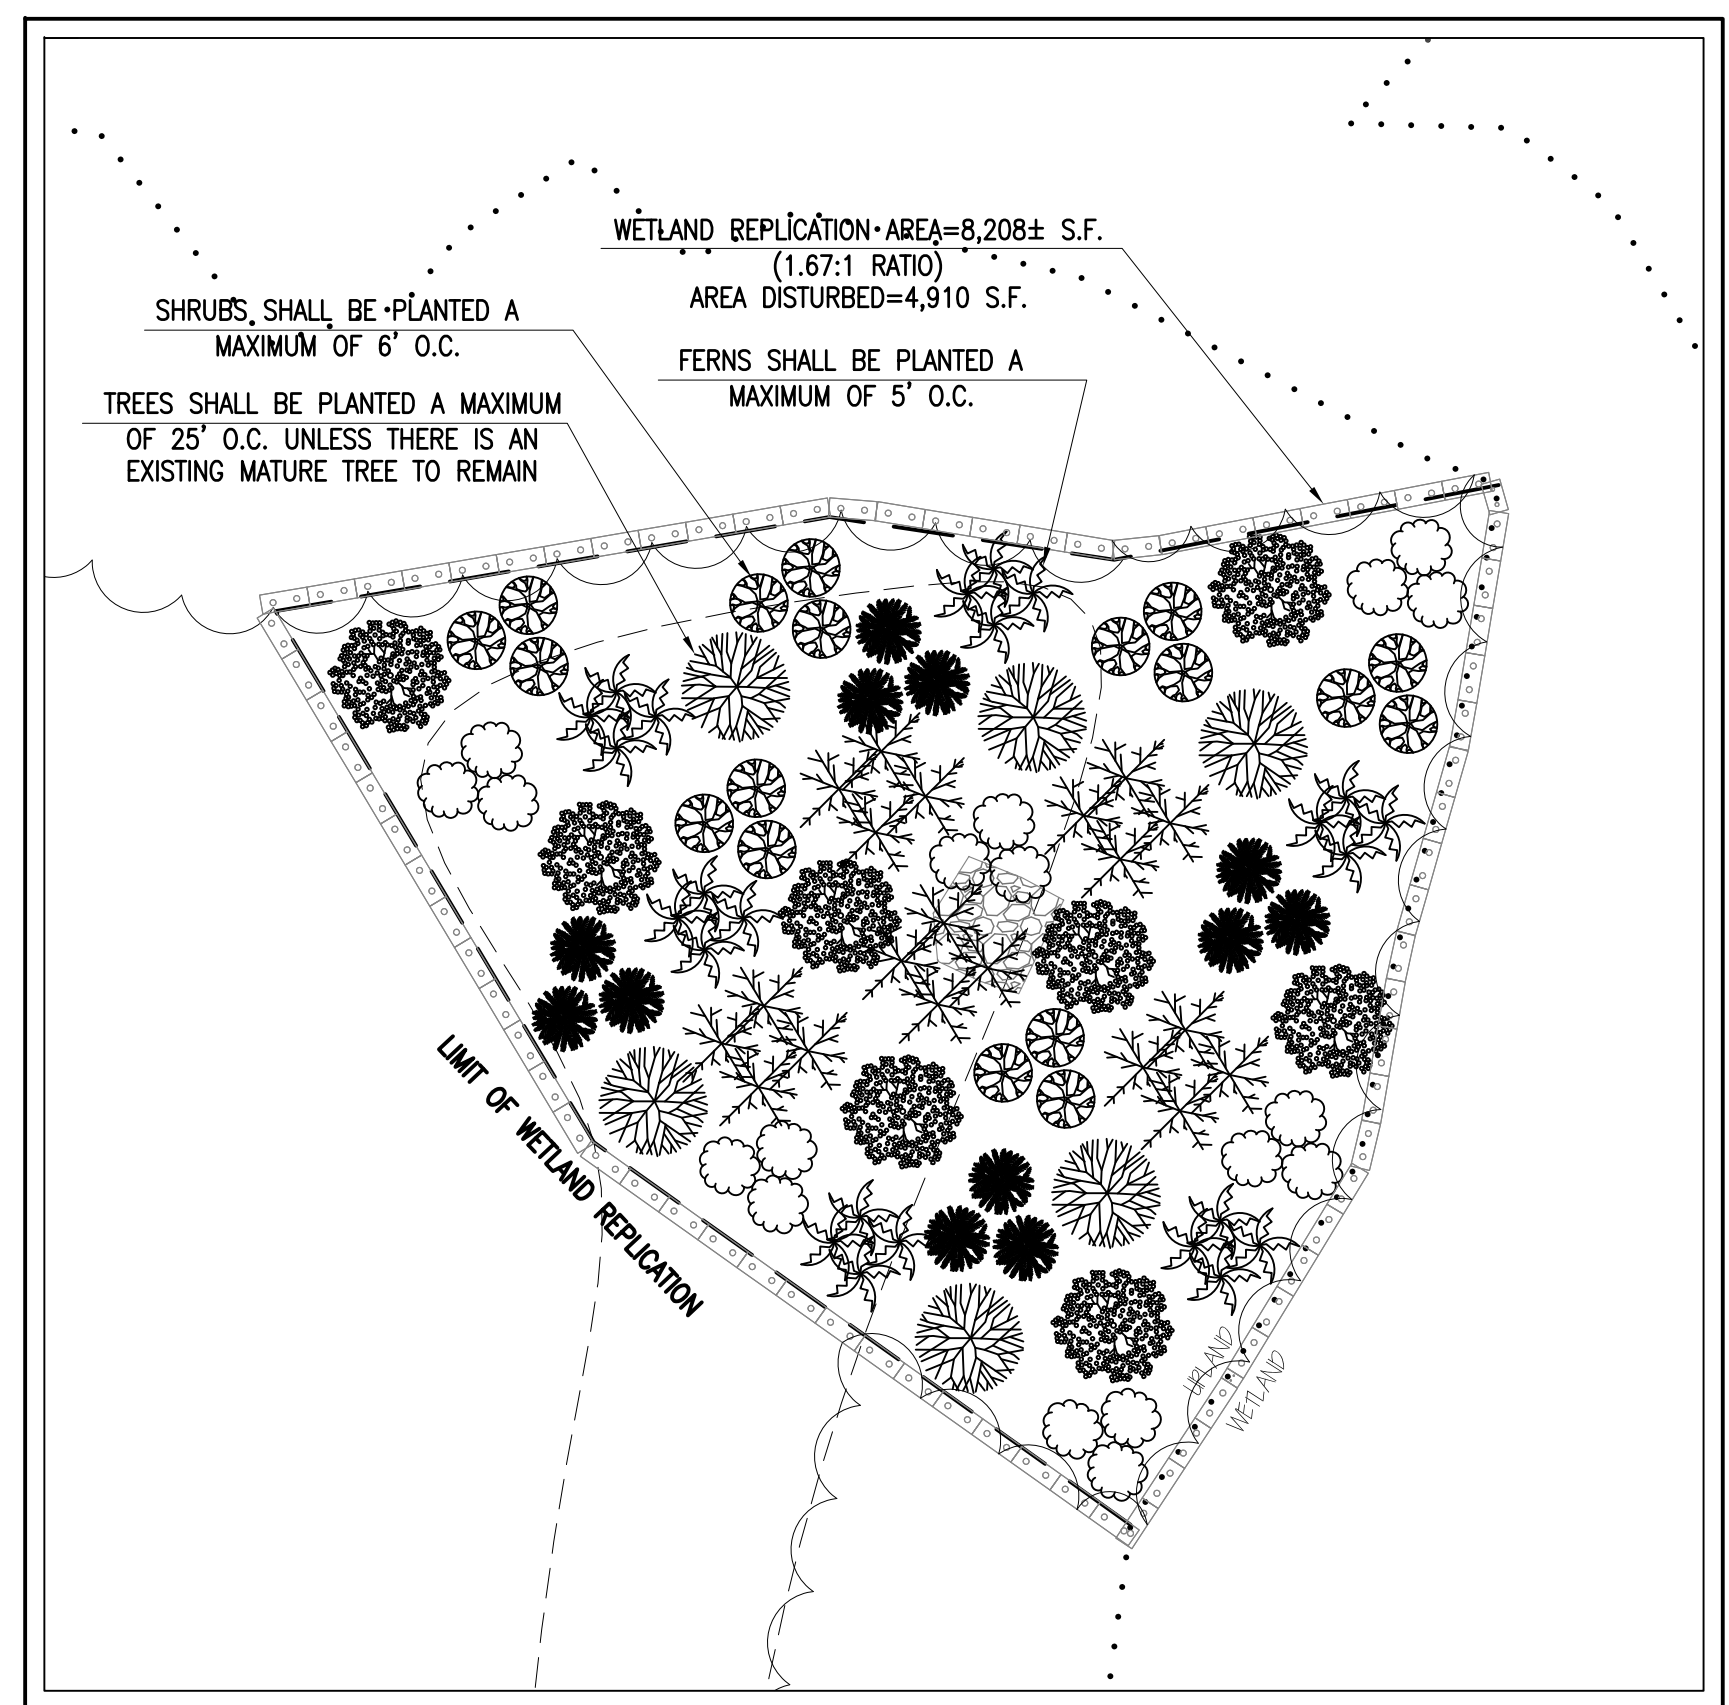 WETLAND REPLICATION AREA=8,208± S.F.
(1.67:1 RATIO)
AREA DISTURBED=4,910 S.F.
SHRUBS SHALL BE PLANTED A
MAXIMUM OF 6' O.C.
FERNS SHALL BE PLANTED A
MAXIMUM OF 5' O.C.
TREES SHALL BE PLANTED A MAXIMUM
OF 25' O.C. UNLESS THERE IS AN
EXISTING MATURE TREE TO REMAIN
LIMIT OF WETLAND REPLICATION
UPLAND
WETLAND